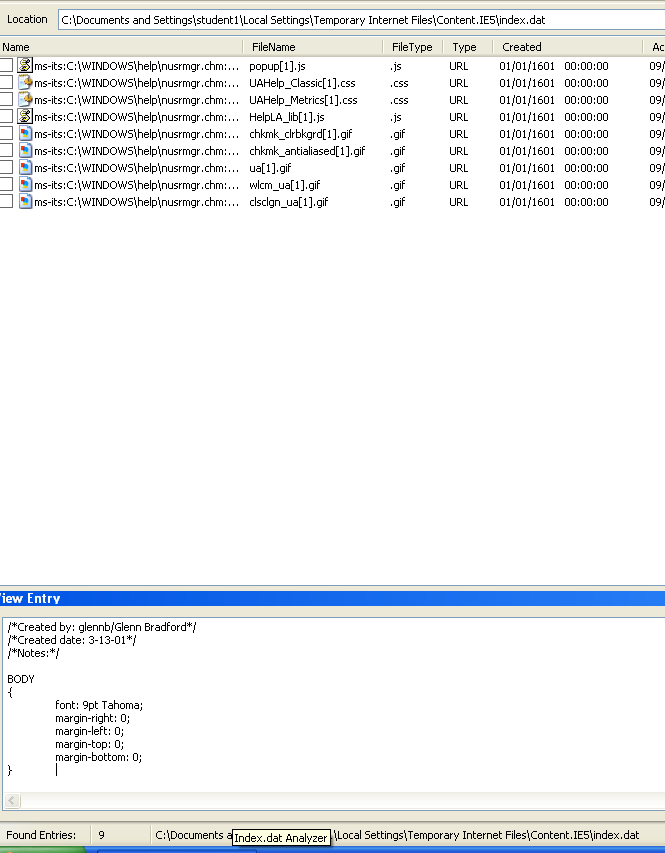 Location C:\Documents and Settings\student1\Local Settings\Temporary Internet Files\Content.IE5\index.dat
Name FileName FileType Type Created Ac
ms-its:C:\WINDOWS\help\nusrmgr.chm:... popup[1].js .js URL 01/01/1601 00:00:00 09/
ms-its:C:\WINDOWS\help\nusrmgr.chm:... UAHelp_Classic[1].css .css URL 01/01/1601 00:00:00 09/
ms-its:C:\WINDOWS\help\nusrmgr.chm:... UAHelp_Metrics[1].css .css URL 01/01/1601 00:00:00 09/
ms-its:C:\WINDOWS\help\nusrmgr.chm:... HelpLA_lib[1].js .js URL 01/01/1601 00:00:00 09/
ms-its:C:\WINDOWS\help\nusrmgr.chm:... chkmk_clrbkgrd[1].gif .gif URL 01/01/1601 00:00:00 09/
ms-its:C:\WINDOWS\help\nusrmgr.chm:... chkmk_antialiased[1].gif .gif URL 01/01/1601 00:00:00 09/
ms-its:C:\WINDOWS\help\nusrmgr.chm:... ua[1].gif .gif URL 01/01/1601 00:00:00 09/
ms-its:C:\WINDOWS\help\nusrmgr.chm:... wlcm_ua[1].gif .gif URL 01/01/1601 00:00:00 09/
ms-its:C:\WINDOWS\help\nusrmgr.chm:... clsclgn_ua[1].gif .gif URL 01/01/1601 00:00:00 09/
View Entry
/*Created by: glennb/Glenn Bradford*/
/*Created date: 3-13-01*/
/*Notes:*/
BODY
{
font: 9pt Tahoma;
margin-right: 0;
margin-left: 0;
margin-top: 0;
margin-bottom: 0;
}
Found Entries: 9 C:\Documents a \Local Settings\Temporary Internet Files\Content.IE5\index.dat
Index.dat Analyzer